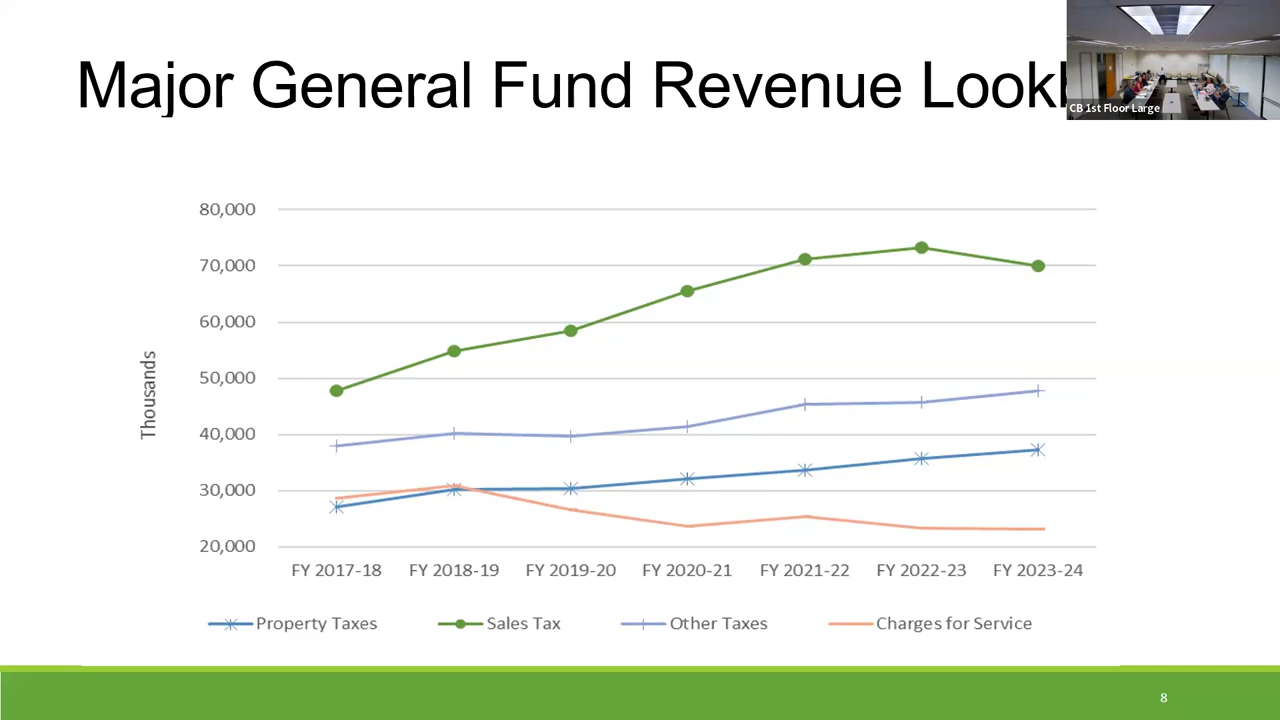 Major General Fund Revenue
CB 1st Floor Large
80,000
70,000
60,000
50,000
40,000
30,000
20,000
Thousands
FY 2017-18 FY 2018-19 FY 2019-20 FY 2020-21 FY 2021-22 FY 2022-23 FY 2023-24
Property Taxes Sales Tax Other Taxes Charges for Service
8